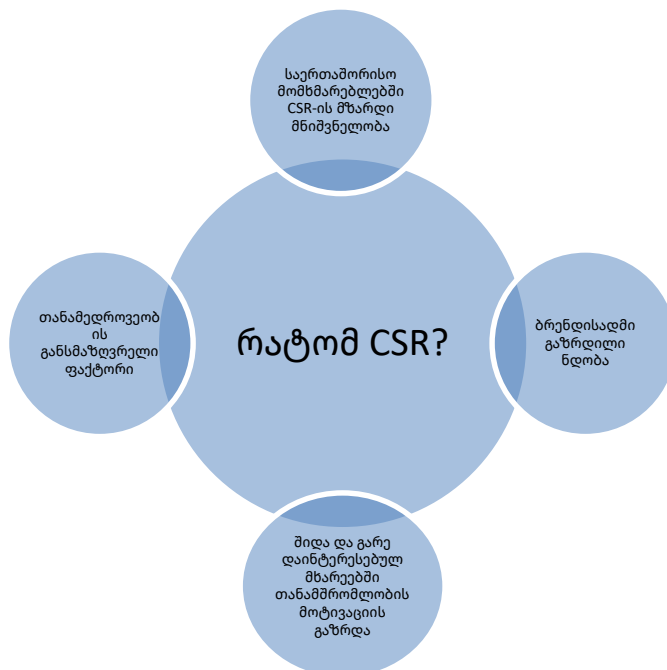 საერთაშორისო
მომხმარებლებში
CSR-ის მზარდი
მნიშვნელობა
თანამედროვეობ
ის
განსმაზღვრელი
ფაქტორი
რატომ CSR?
ბრენდისადმი
გაზრდილი
ნდობა
შიდა და გარე
დაინტერესებულ
მხარეებში
თანამშრომლობის
მოტივაციის
გაზრდა